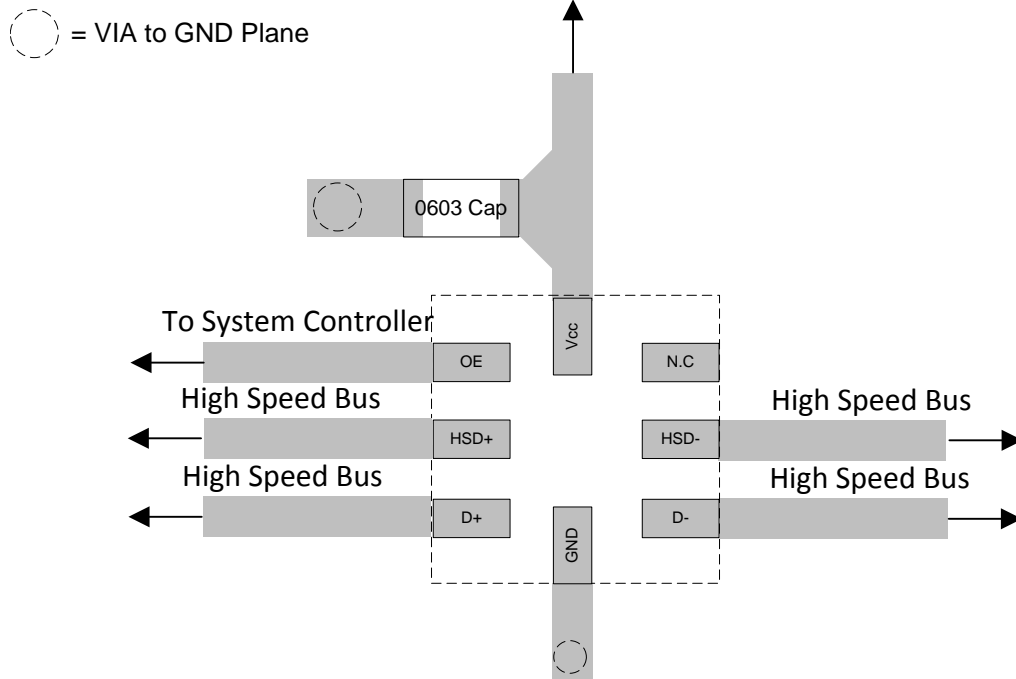 = VIA to GND Plane
0603 Cap
To System Controller
Vcc
OE
N.C
High Speed Bus
High Speed Bus
HSD+
HSD-
High Speed Bus
High Speed Bus
D+
D-
GND